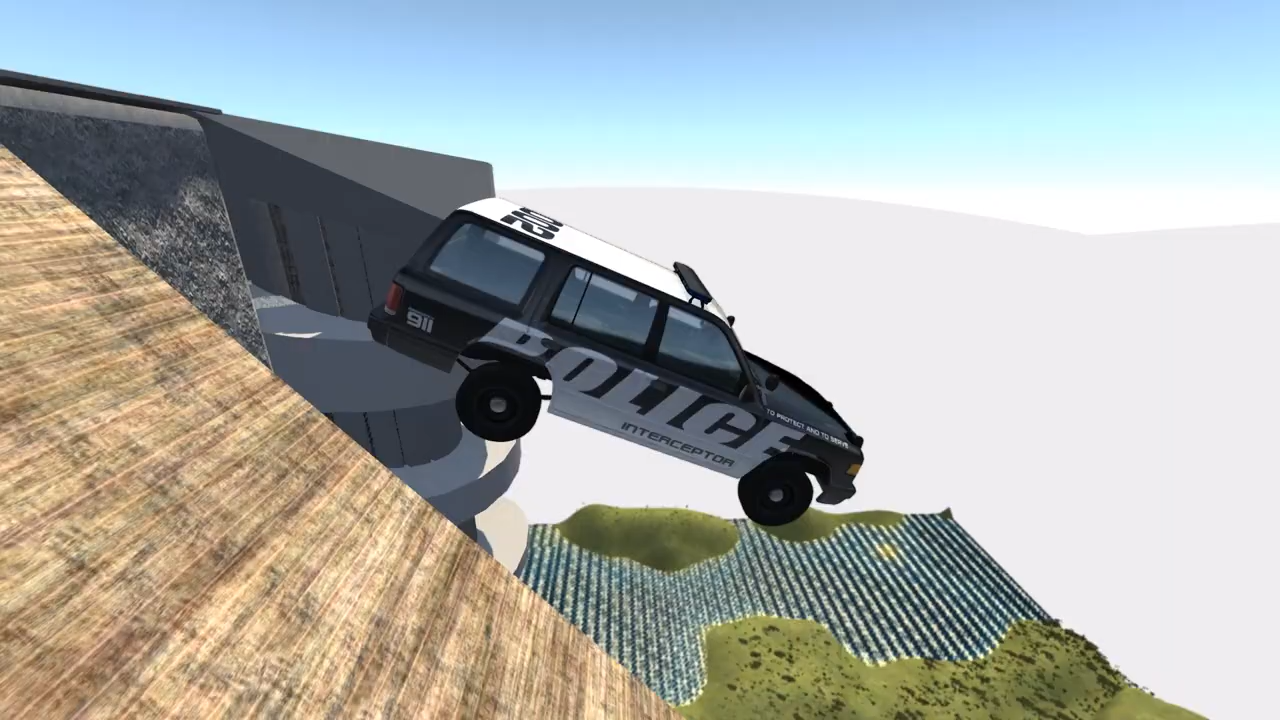 911
POLICE
INTERCEPTOR
TO PROTECT AND TO SERVE